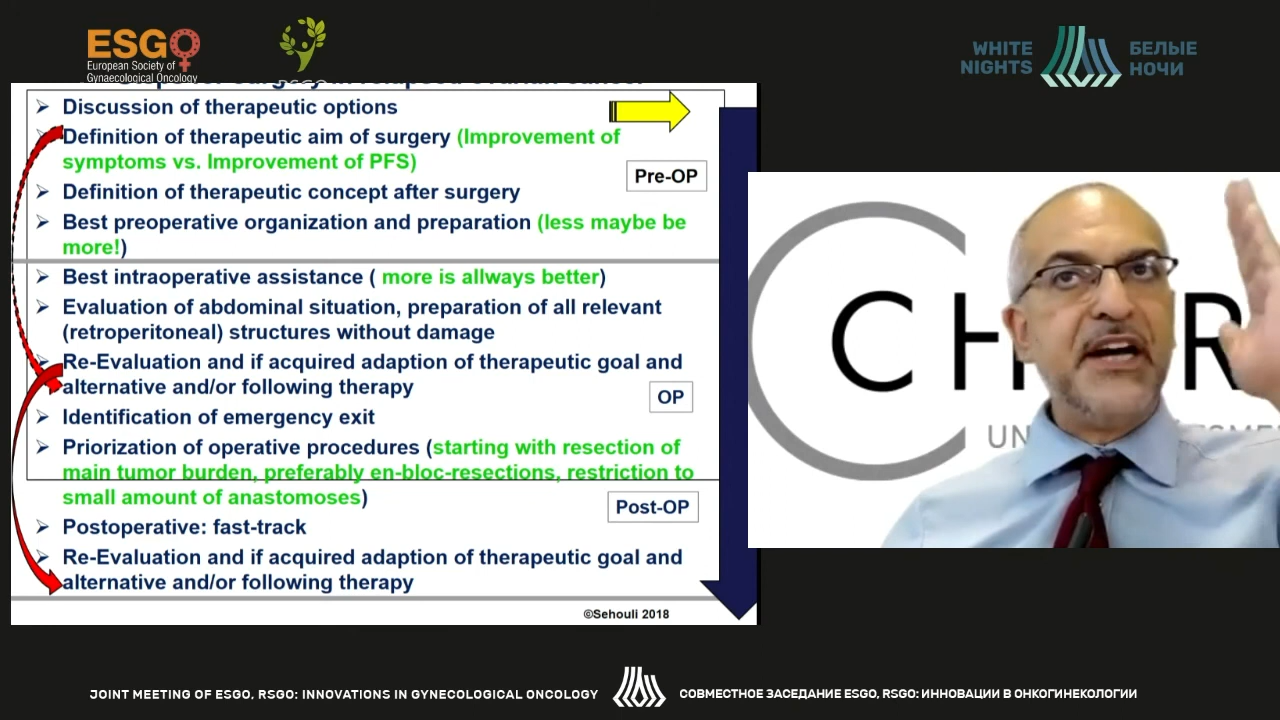 ESGO
European Society of
Gynaecological Oncology
WHITE
NIGHTS
БЕЛЫЕ
НОЧИ
Discussion of therapeutic options
Definition of therapeutic aim of surgery (Improvement of
symptoms vs. Improvement of PFS)
Pre-OP
Definition of therapeutic concept after surgery
Best preoperative organization and preparation (less maybe be
more!)
Best intraoperative assistance ( more is allways better)
Evaluation of abdominal situation, preparation of all relevant
(retroperitoneal) structures without damage
Re-Evaluation and if acquired adaption of therapeutic goal and
alternative and/or following therapy
OP
Identification of emergency exit
Priorization of operative procedures (starting with resection of
main tumor burden, preferably en-bloc-resections, restriction to
small amount of anastomoses)
Post-OP
Postoperative: fast-track
Re-Evaluation and if acquired adaption of therapeutic goal and
alternative and/or following therapy
©Sehouli 2018
JOINT MEETING OF ESGO, RSGO: INNOVATIONS IN GYNECOLOGICAL ONCOLOGY
СОВМЕСТНОЕ ЗАСЕДАНИЕ ESGO, RSGO: ИННОВАЦИИ В ОНКОГИНЕКОЛОГИИ